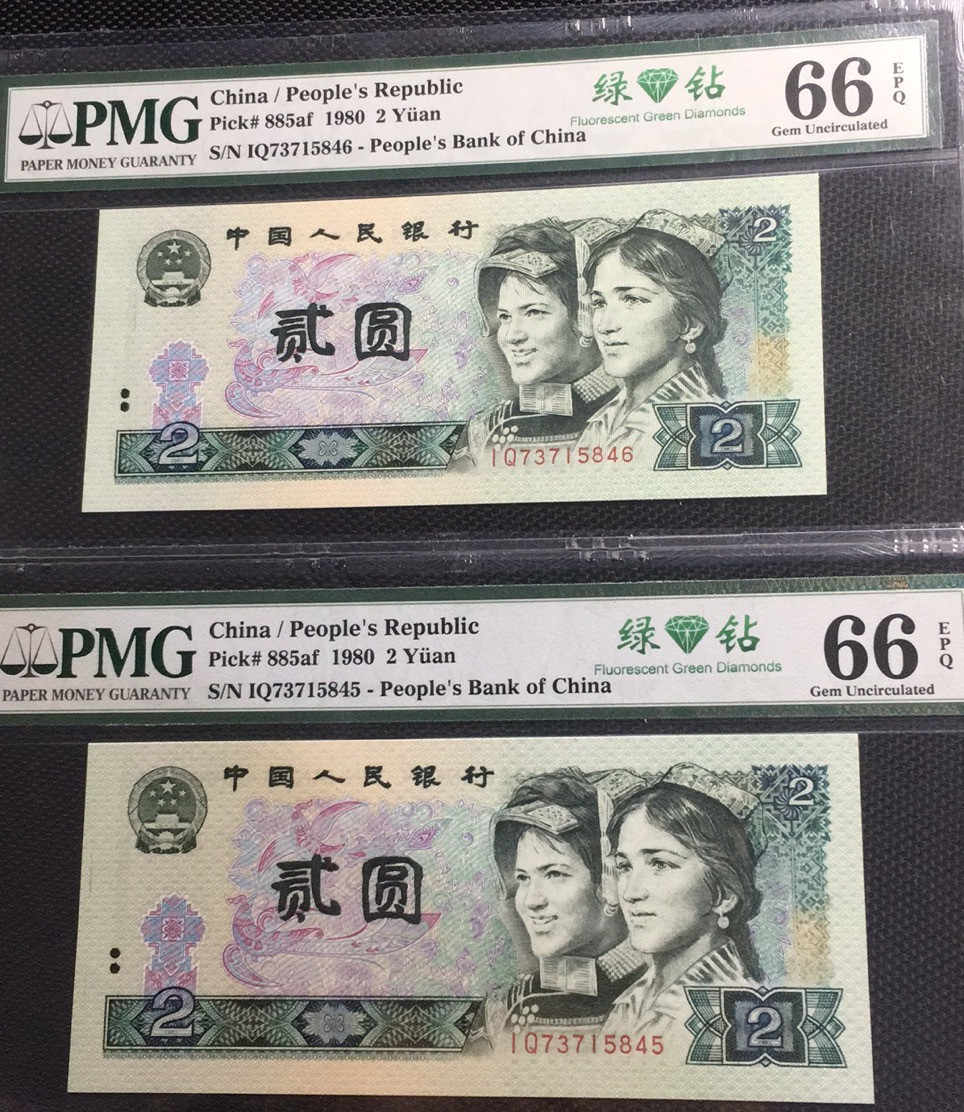 PMG
PAPER MONEY GUARANTY
China / People's Republic
Pick# 885af 1980 2 Yüan
S/N IQ73715846 - People's Bank of China
绿 钻
Fluorescent Green Diamonds
66
EPQ
Gem Uncirculated
中国人民银行
2
贰圆
2
2
IQ73715846
PMG
PAPER MONEY GUARANTY
China / People's Republic
Pick# 885af 1980 2 Yüan
S/N IQ73715845 - People's Bank of China
绿 钻
Fluorescent Green Diamonds
66
EPQ
Gem Uncirculated
中国人民银行
2
贰圆
2
2
IQ73715845